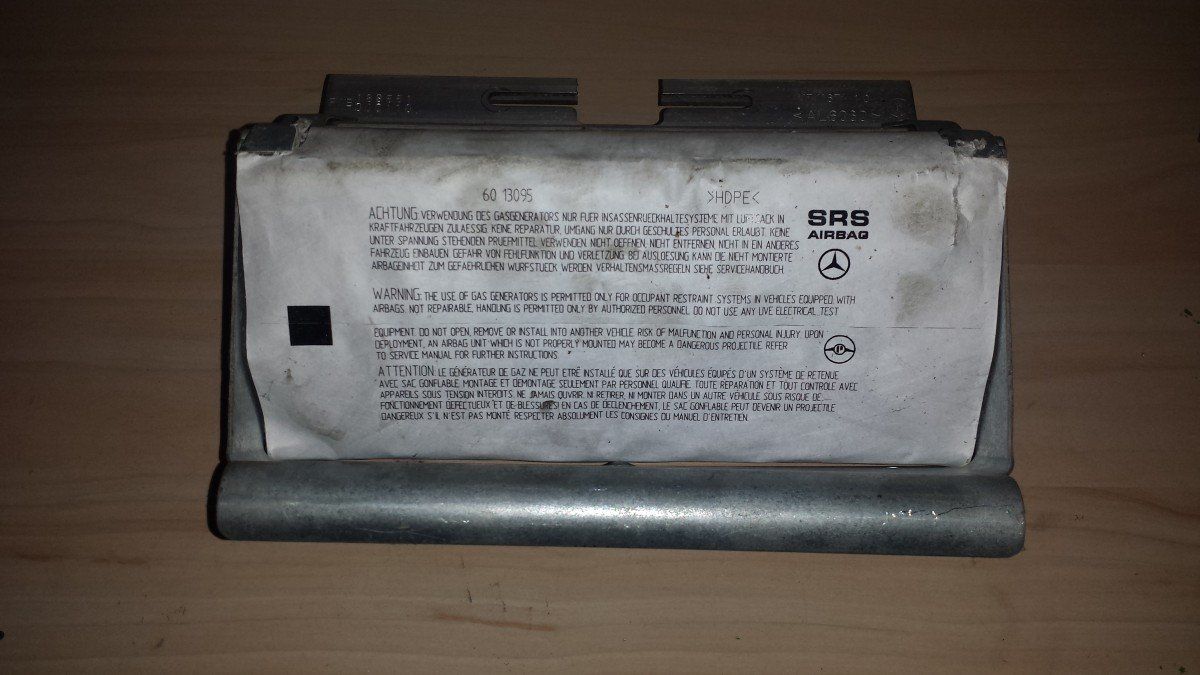 60 13095
>HDPE<
ACHTUNG: VERWENDUNG DES GASGENERATORS NUR FUER INSASSENRUECKHALTESYSTEME MIT LUFTSACK IN
KRAFTFAHRZEUGEN ZULAESSIG. KEINE REPARATUR. UMGANG NUR DURCH GESCHULTES PERSONAL ERLAUBT. KEINE
UNTER SPANNUNG STEHENDEN PRUEFMITTEL VERWENDEN. NICHT OEFFNEN, NICHT ENTFERNEN, NICHT IN EIN ANDERES
FAHRZEUG EINBAUEN. GEFAHR VON FEHLFUNKTION UND VERLETZUNG. BEI AUSLOESUNG KANN DIE NICHT MONTIERTE
AIRBAGEINHEIT ZUM GEFAEHRLICHEN WURFSTUECK WERDEN. VERHALTENSMASSREGELN SIEHE SERVICEHANDBUCH.
SRS
AIRBAG
WARNING: THE USE OF GAS GENERATORS IS PERMITTED ONLY FOR OCCUPANT RESTRAINT SYSTEMS IN VEHICLES EQUIPPED WITH
AIRBAGS. NOT REPAIRABLE, HANDLING IS PERMITTED ONLY BY AUTHORIZED PERSONNEL. DO NOT USE ANY LIVE ELECTRICAL TEST
EQUIPMENT. DO NOT OPEN, REMOVE OR INSTALL INTO ANOTHER VEHICLE. RISK OF MALFUNCTION AND PERSONAL INJURY. UPON
DEPLOYMENT, AN AIRBAG UNIT WHICH IS NOT PROPERLY MOUNTED MAY BECOME A DANGEROUS PROJECTILE. REFER
TO SERVICE MANUAL FOR FURTHER INSTRUCTIONS.
ATTENTION: LE GÉNÉRATEUR DE GAZ NE PEUT ETRÉ INSTALLÉ QUE SUR DES VÉHICULES ÉQUIPÉS D'UN SYSTÈME DE RETENUE
AVEC SAC GONFLABLE. MONTAGE ET DEMONTAGE SEULEMENT PAR PERSONNEL QUALIFIE. TOUTE REPARATION ET TOUT CONTROLE AVEC
APPAREILS SOUS TENSION INTERDITS. NE JAMAIS OUVRIR, NI RETIRER, NI MONTER DANS UN AUTRE VÉHICULE SOUS RISQUE DE
FONCTIONNEMENT DEFECTUEUX ET DE BLESSURES! EN CAS DE DECLENCHEMENT, LE SAC GONFLABLE PEUT DEVENIR UN PROJECTILE
DANGEREUX S'IL N'EST PAS MONTÉ. RESPECTER ABSOLUMENT LES CONSIGNES DU MANUEL D'ENTRETIEN.